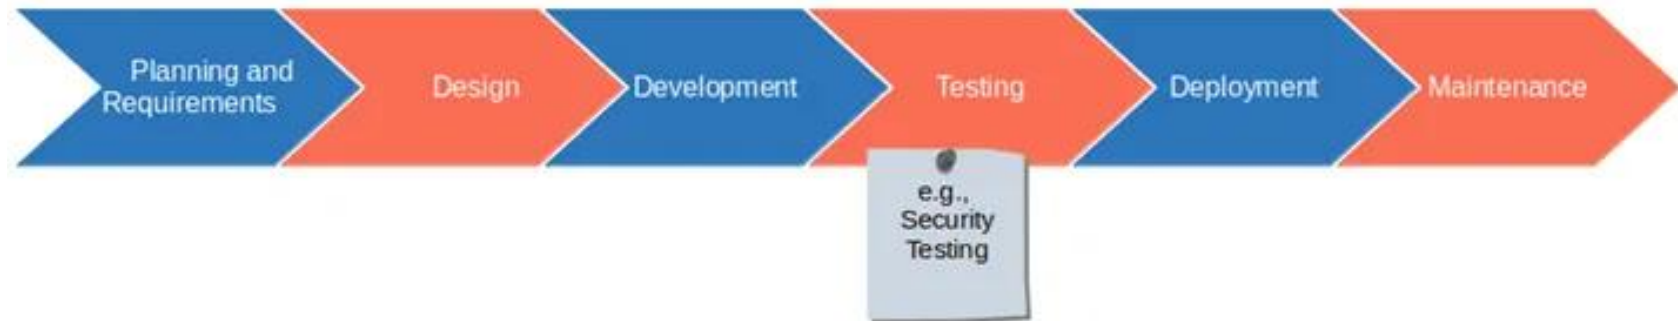 Planning and
Requirements
Design
Development
Testing
Deployment
Maintenance
e.g.,
Security
Testing